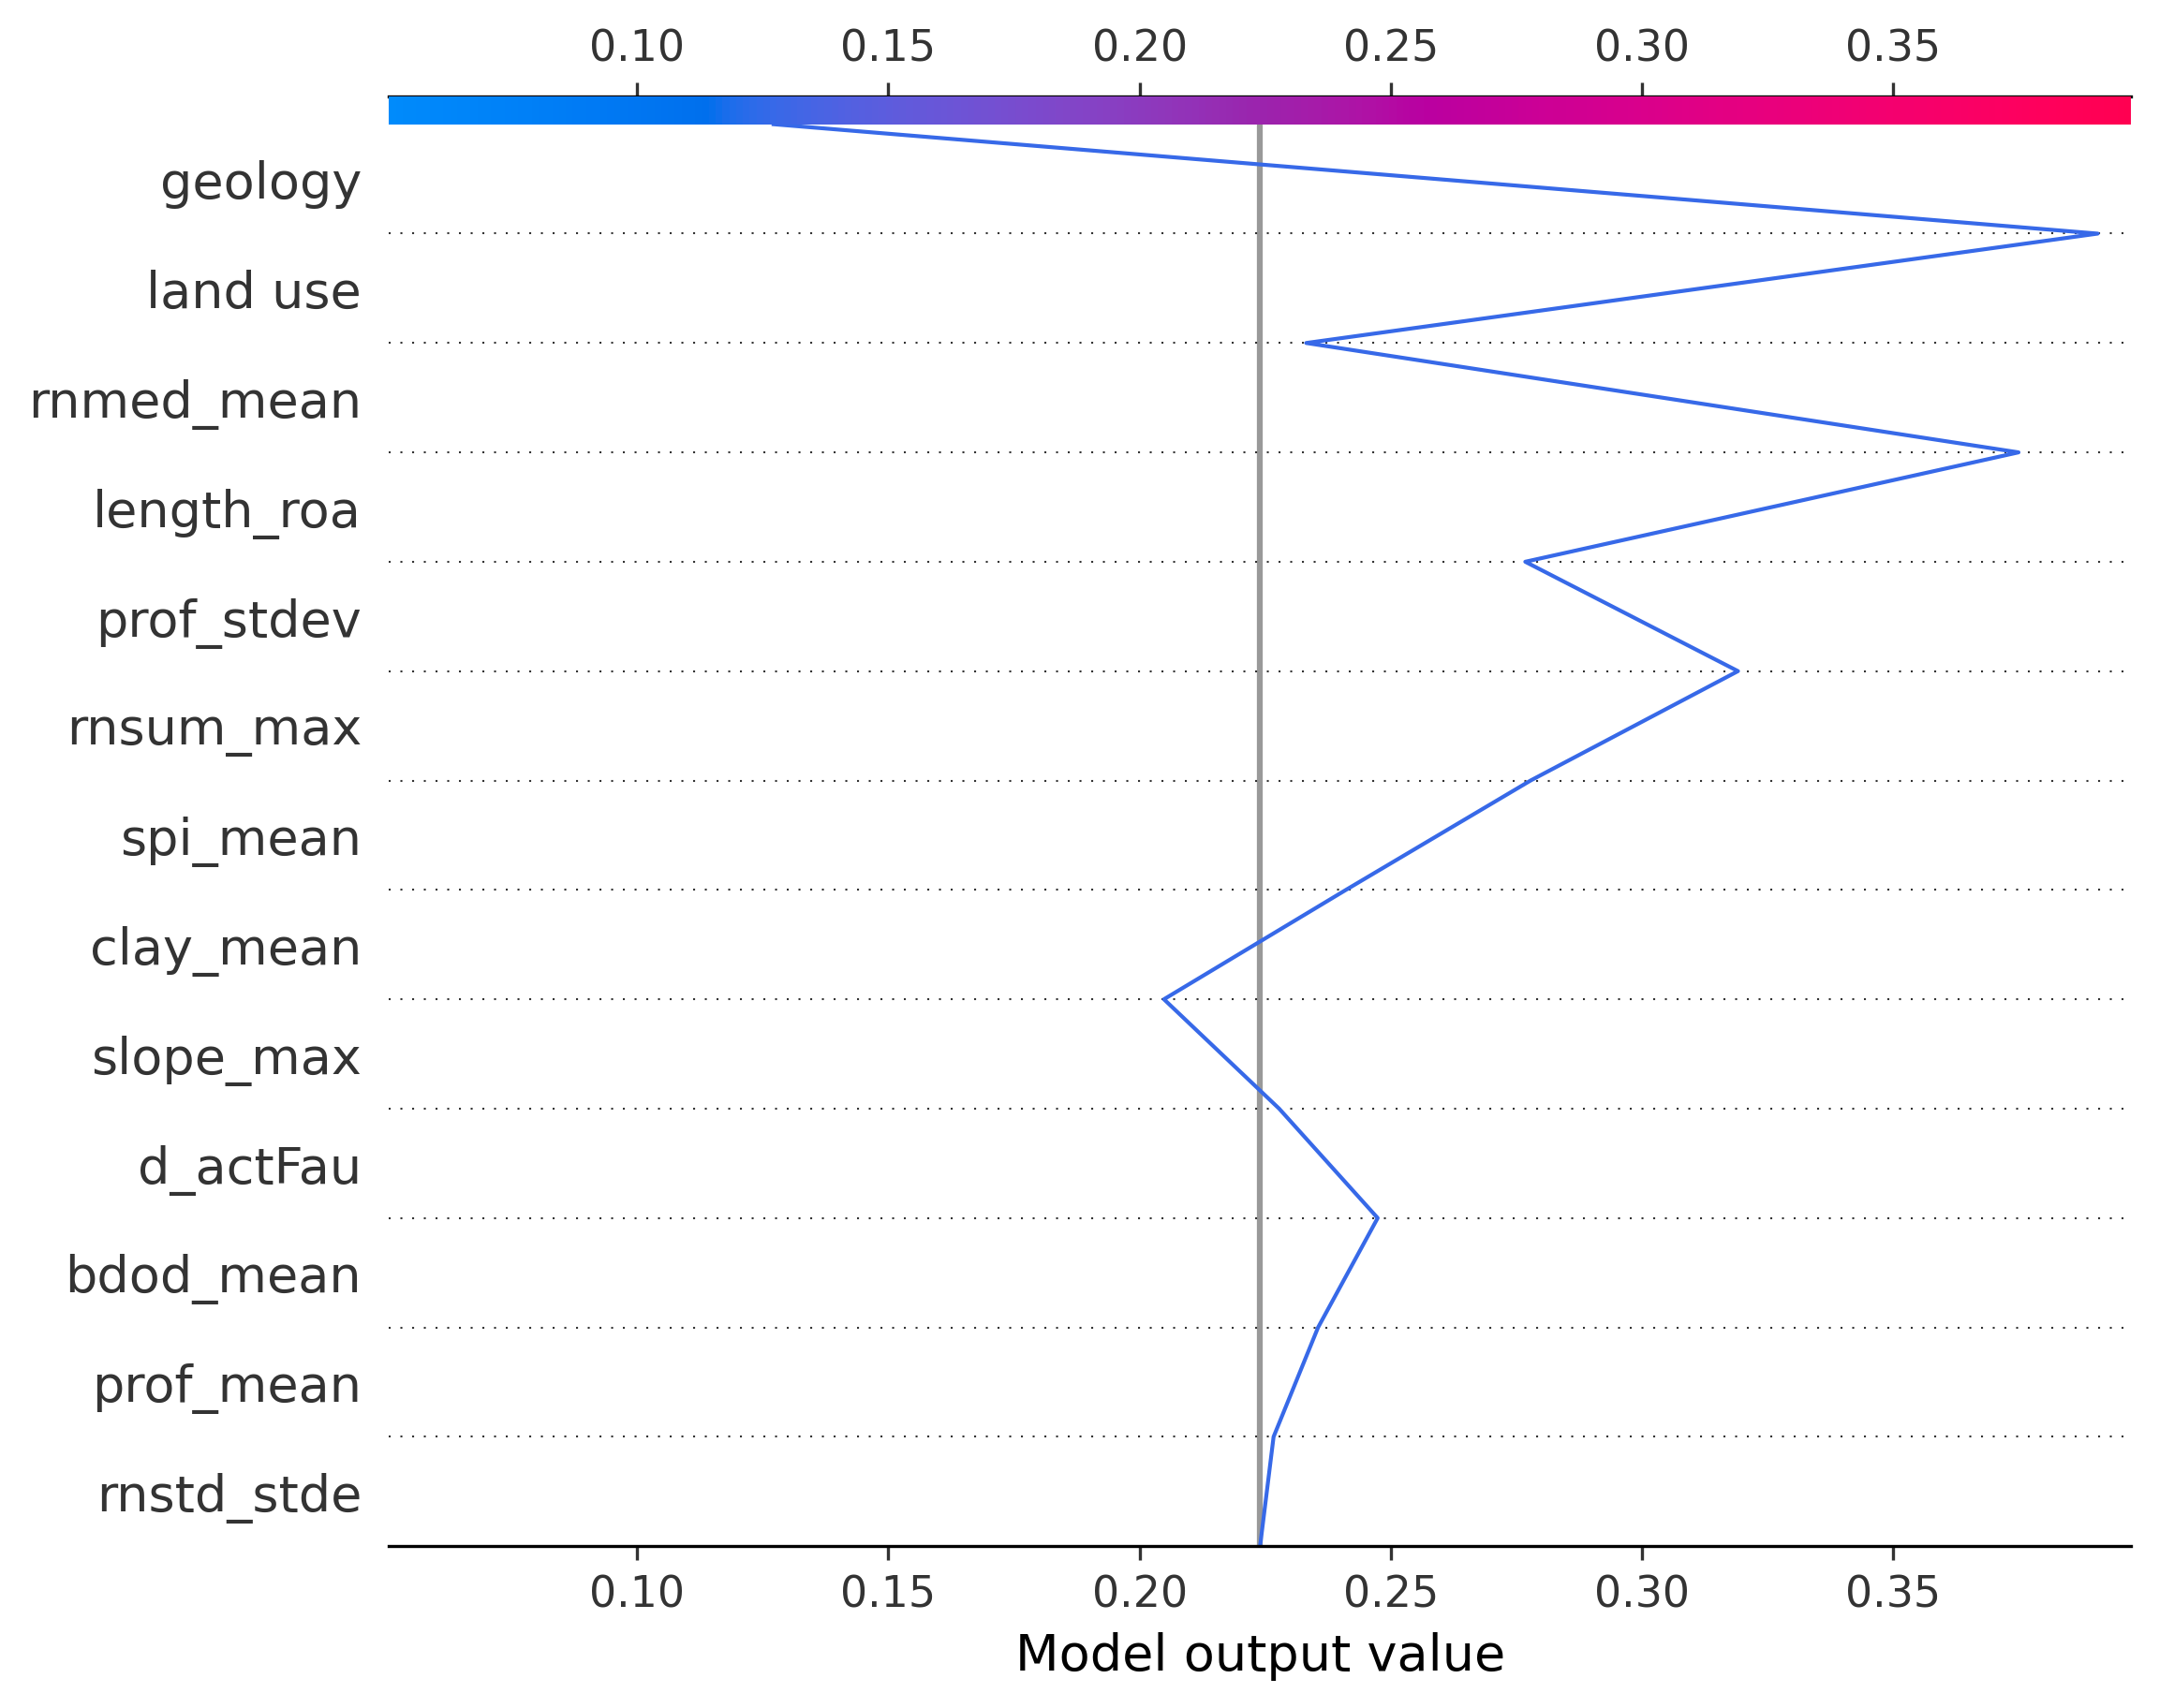 0.10 0.15 0.20 0.25 0.30 0.35
geology
land use
rnmed_mean
length_roa
prof_stdev
rnsum_max
spi_mean
clay_mean
slope_max
d_actFau
bdod_mean
prof_mean
rnstd_stde
0.10 0.15 0.20 0.25 0.30 0.35
Model output value